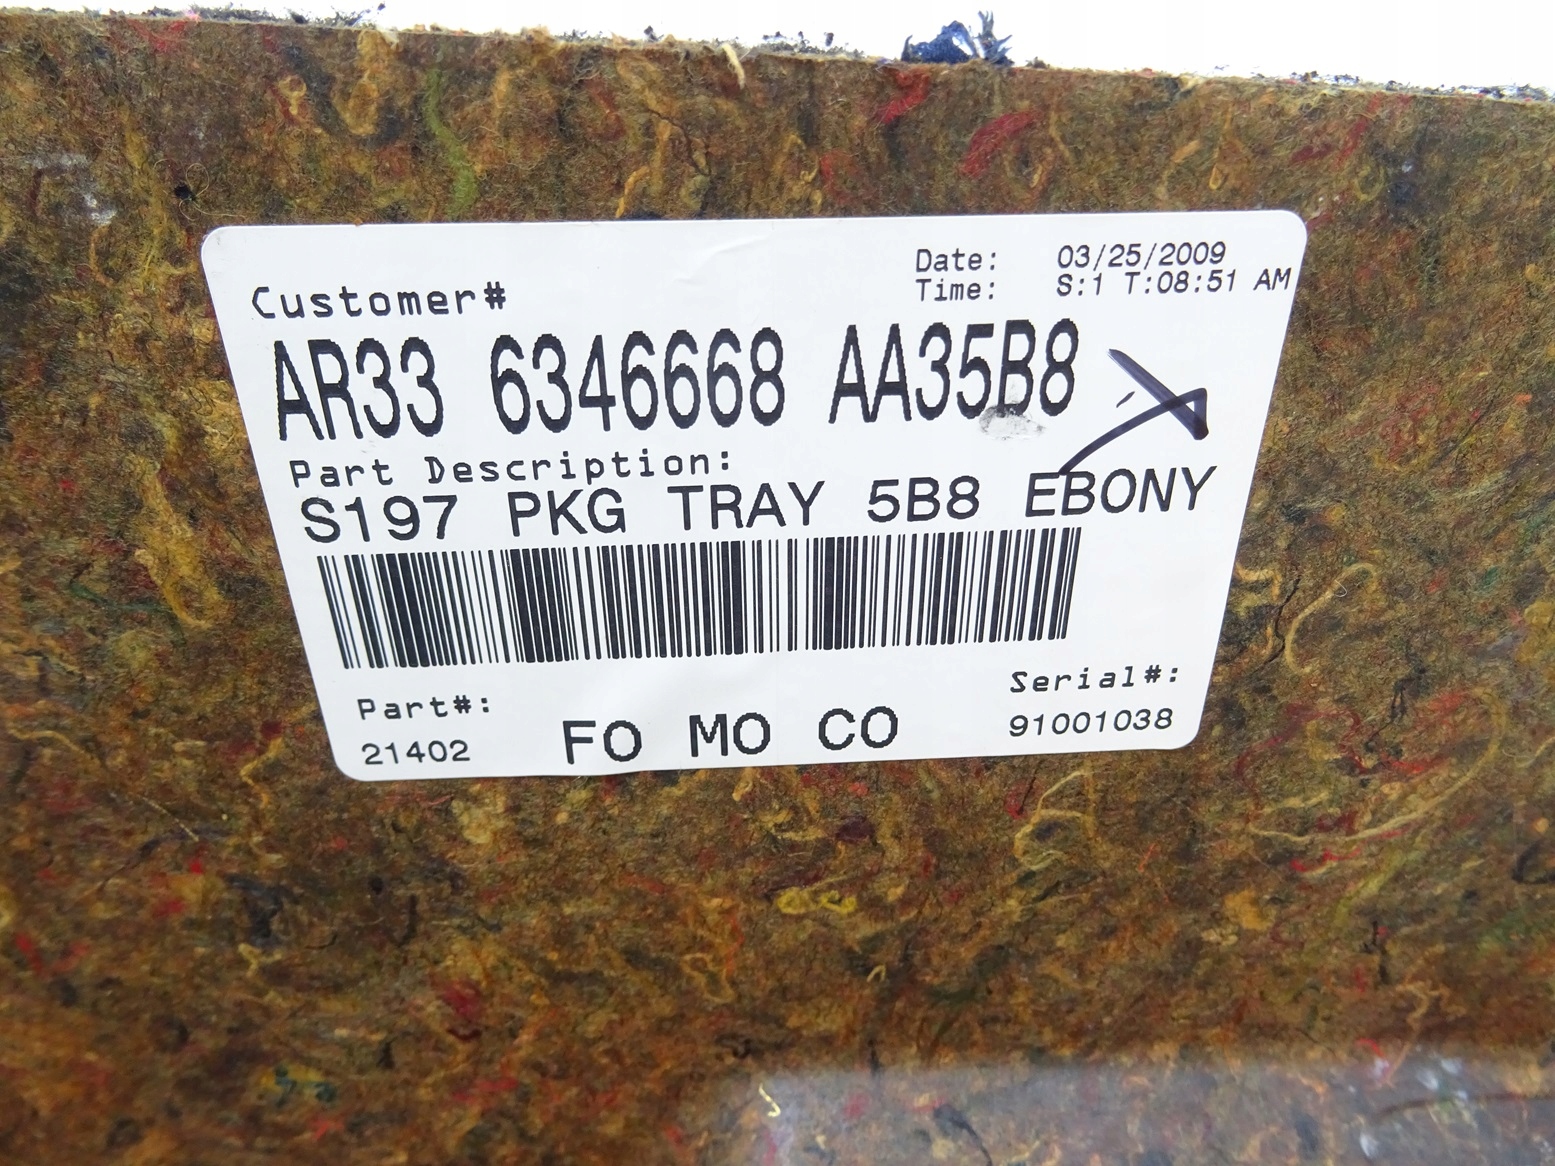 Date: 03/25/2009
Time: S:1 T:08:51 AM
Customer#
AR33 6346668 AA35B8
Part Description:
S197 PKG TRAY 5B8 EBONY
Part#:
21402
FO MO CO
Serial#:
91001038